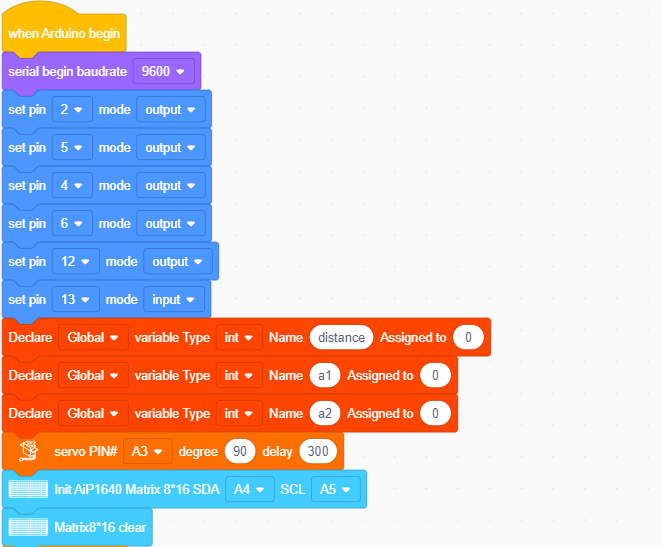 when Arduino begin
serial begin baudrate 9600
set pin 2 mode output
set pin 5 mode output
set pin 4 mode output
set pin 6 mode output
set pin 12 mode output
set pin 13 mode input
Declare Global variable Type int Name distance Assigned to 0
Declare Global variable Type int Name a1 Assigned to 0
Declare Global variable Type int Name a2 Assigned to 0
servo PIN# A3 degree 90 delay 300
Init AiP1640 Matrix 8*16 SDA A4 SCL A5
Matrix8*16 clear